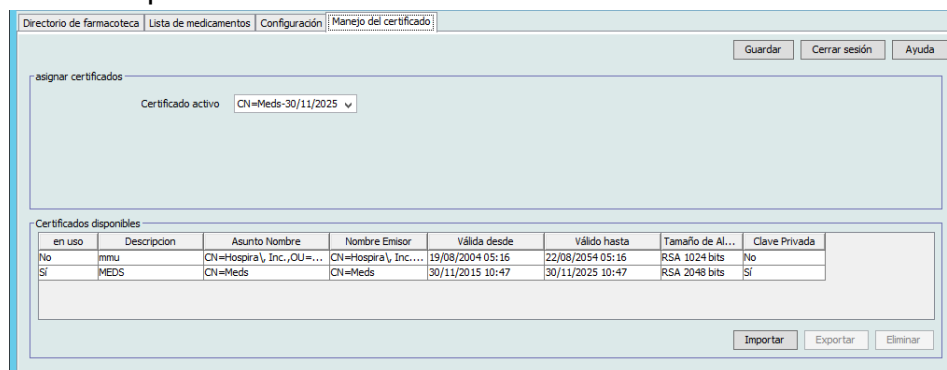 Directorio de farmacoteca Lista de medicamentos Configuración Manejo del certificado
Guardar Cerrar sesión Ayuda
asignar certificados
Certificado activo CN=Meds-30/11/2025
Certificados disponibles
en uso Descripcion Asunto Nombre Nombre Emisor Válida desde Válido hasta Tamaño de Al... Clave Privada
No mmu CN=Hospira\, Inc.,OU=... CN=Hospira\, Inc.... 19/08/2004 05:16 22/08/2054 05:16 RSA 1024 bits No
Sí MEDS CN=Meds CN=Meds 30/11/2015 10:47 30/11/2025 10:47 RSA 2048 bits Sí
Importar Exportar Eliminar